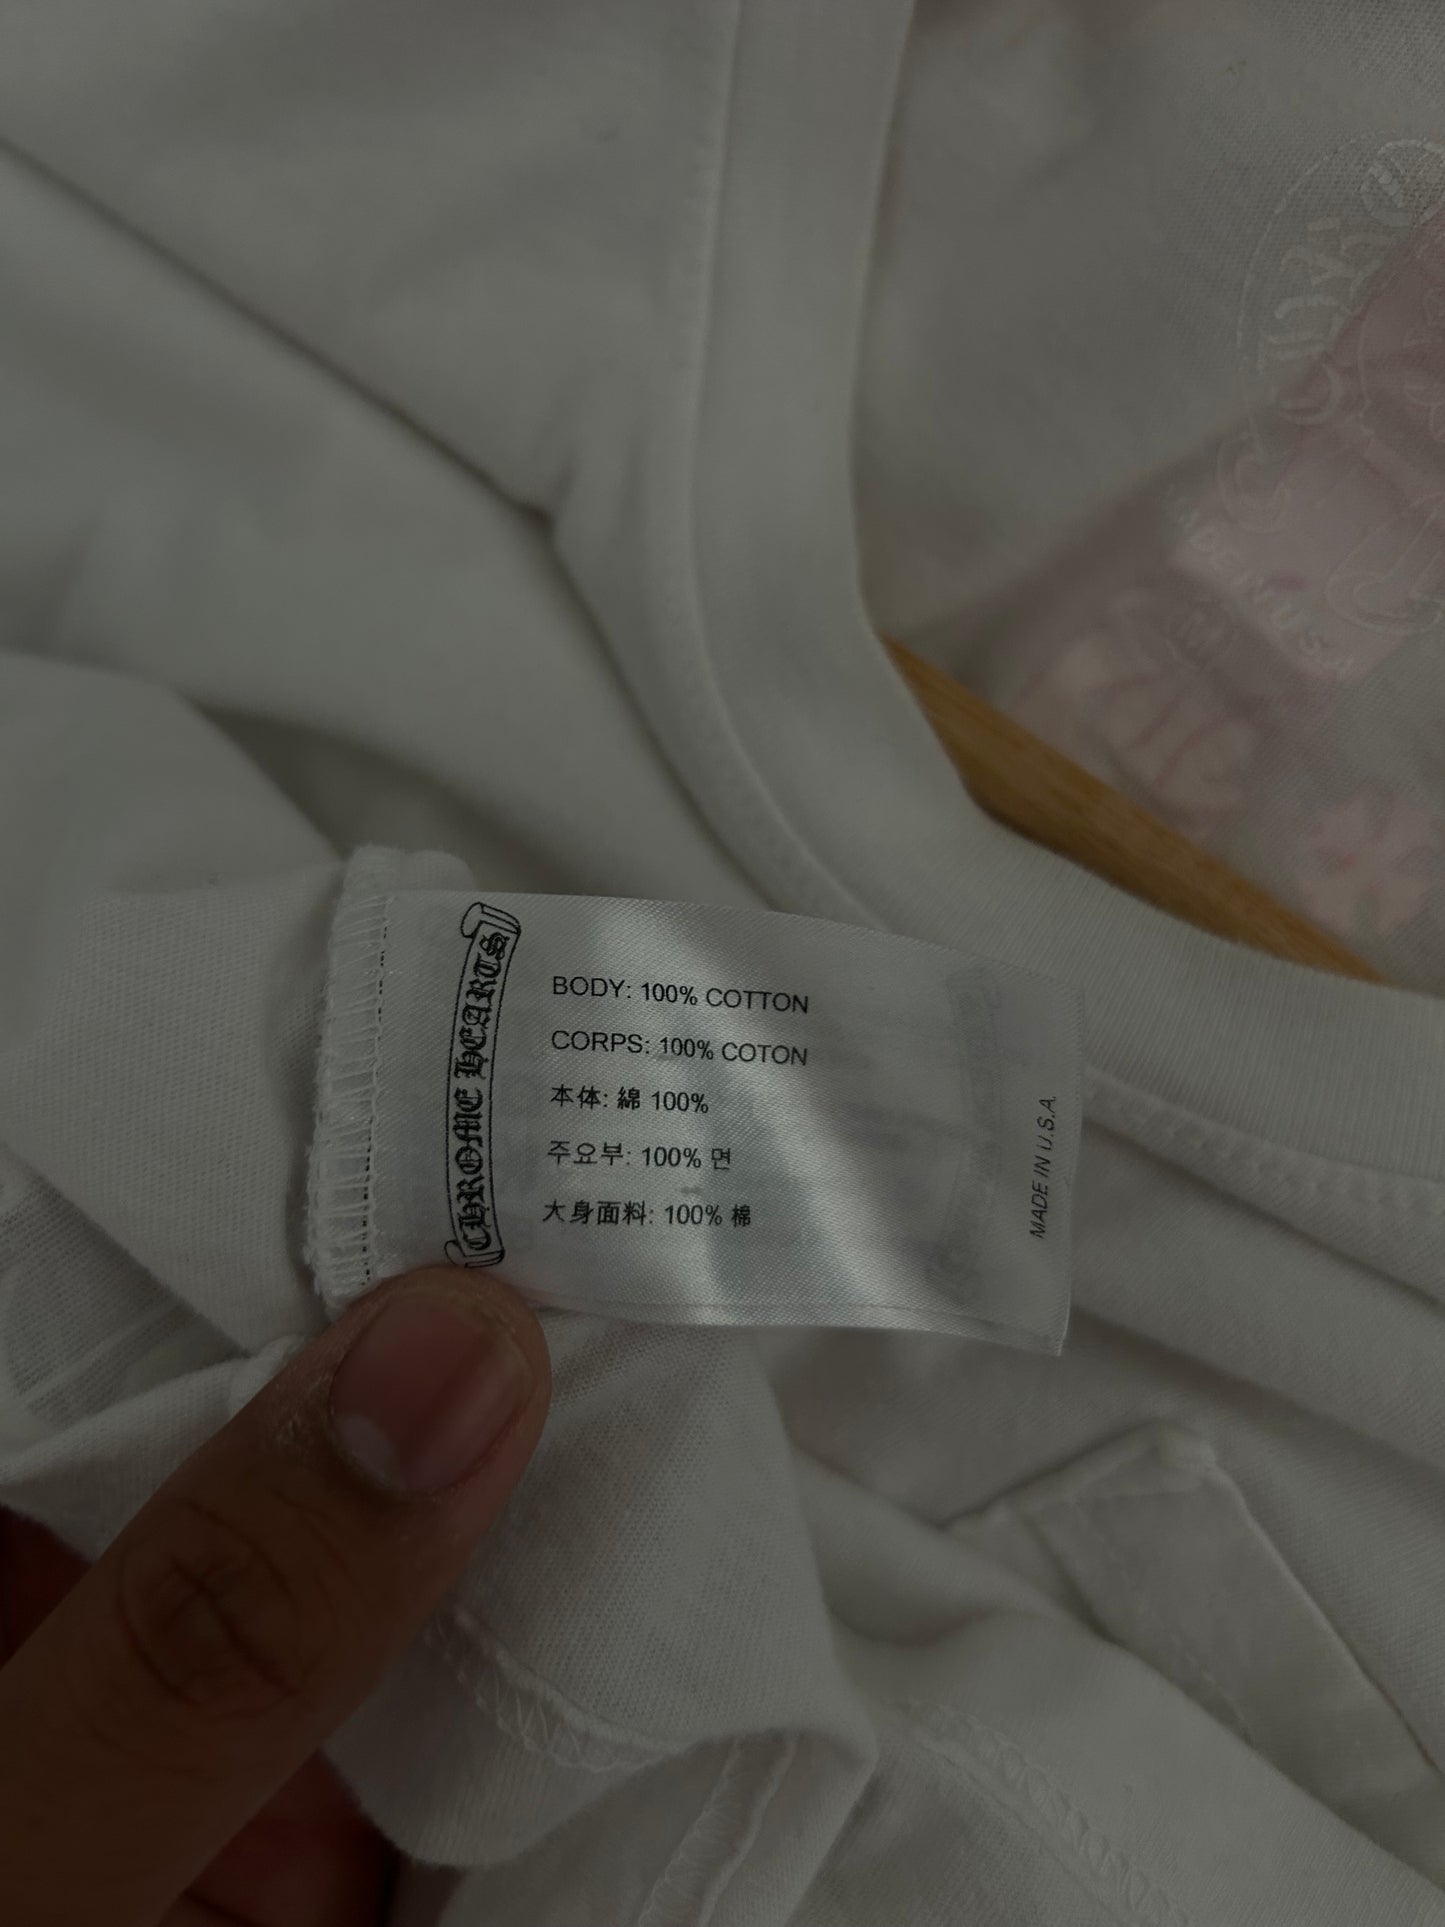 CHROME HEARTS
BODY: 100% COTTON
CORPS: 100% COTON
本体: 綿 100%
주요부: 100% 면
大身面料: 100% 棉
MADE IN U.S.A.